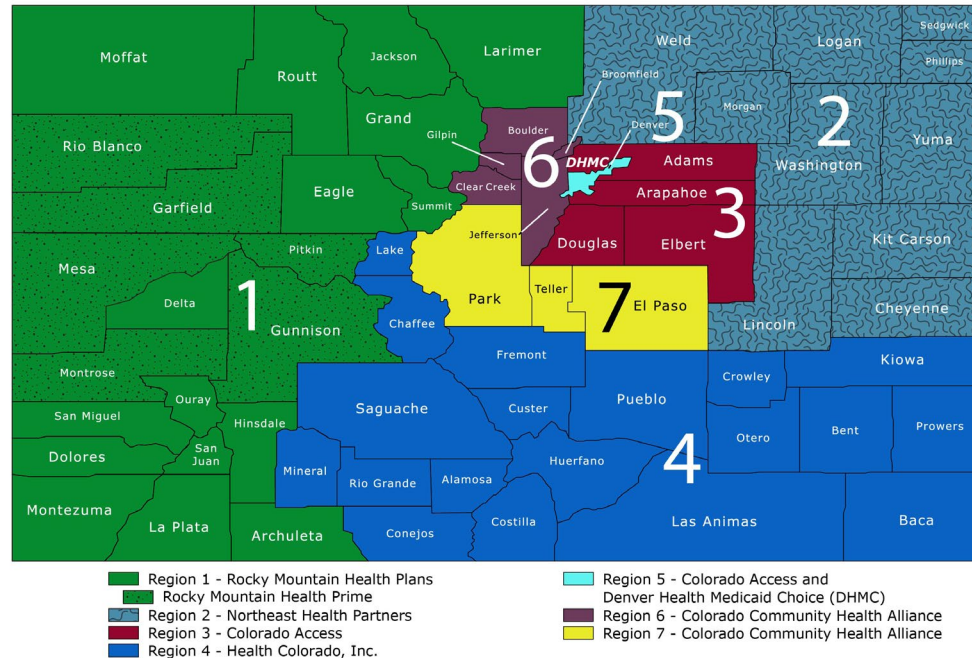 Moffat
Routt
Jackson
Larimer
Weld
Logan
Sedgwick
Phillips
Broomfield
Grand
Gilpin
Boulder
5
Morgan
Denver
2
Yuma
Rio Blanco
6
DHMC
Adams
Washington
Eagle
Clear Creek
Arapahoe
Garfield
Summit
3
Jefferson
Douglas
Elbert
Kit Carson
Mesa
Pitkin
Lake
Delta
1
Gunnison
Park
Teller
7
El Paso
Cheyenne
Lincoln
Chaffee
Montrose
Fremont
Kiowa
Crowley
Ouray
San Miguel
Hinsdale
Saguache
Custer
Pueblo
Otero
Bent
Prowers
Dolores
San
Juan
Mineral
Rio Grande
Alamosa
Huerfano
4
Montezuma
La Plata
Archuleta
Conejos
Costilla
Las Animas
Baca
Region 1 - Rocky Mountain Health Plans
Rocky Mountain Health Prime
Region 2 - Northeast Health Partners
Region 3 - Colorado Access
Region 4 - Health Colorado, Inc.
Region 5 - Colorado Access and
Denver Health Medicaid Choice (DHMC)
Region 6 - Colorado Community Health Alliance
Region 7 - Colorado Community Health Alliance